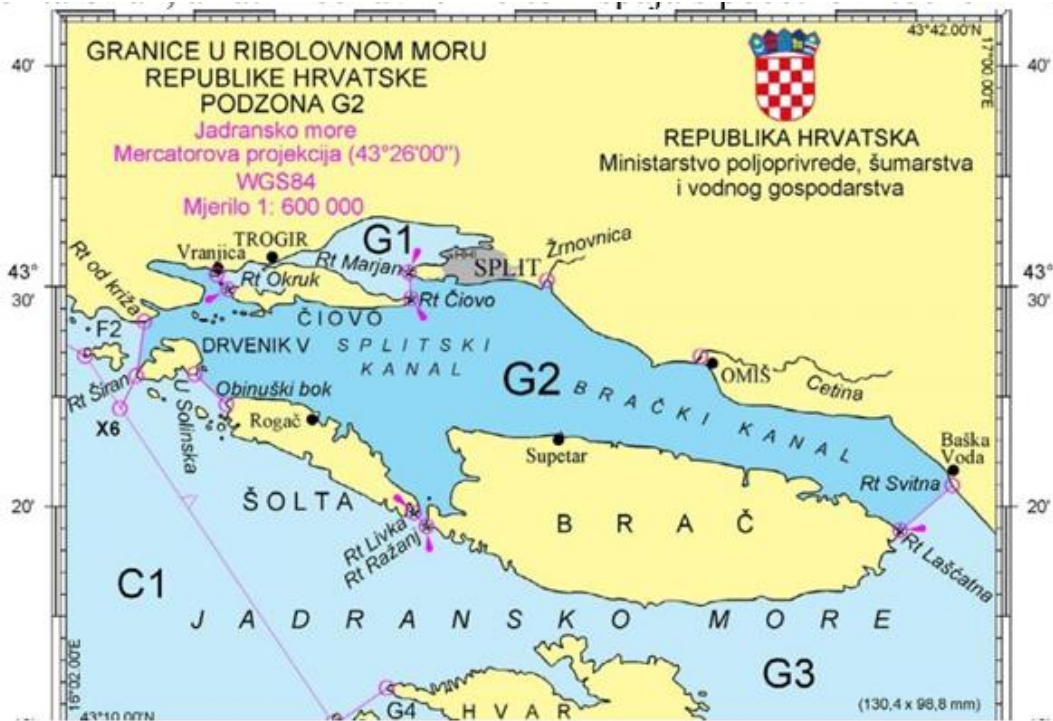 43°42.00'N
17°00.00'E
40'
40'
GRANICE U RIBOLOVNOM MORU
REPUBLIKE HRVATSKE
PODZONA G2
Jadransko more
Mercatorova projekcija (43°26'00")
WGS84
Mjerilo 1: 600 000
REPUBLIKA HRVATSKA
Ministarstvo poljoprivrede, šumarstva
i vodnog gospodarstva
Rt od križa
Vranjica
TROGIR
G1
Rt Marjan
SPLIT
Žrnovnica
43°
30'
43°
30'
Rt Okruk
Rt Čiovo
ČIOVO
F2
DRVENIK V
SPLITSKI
KANAL
G2
BRAČKI KANAL
OMIŠ
Cetina
Rt Širan
X6
U Solinska
Obinuški bok
Rogač
Supetar
Baška
Voda
Rt Svitna
20'
20'
ŠOLTA
Rt Livka
Rt Ražanj
BRAČ
Rt Lašćatna
C1
JADRANSKO MORE
G3
16°02.00'E
43°10.00'N
G4
HVAR
(130,4 x 98,8 mm)